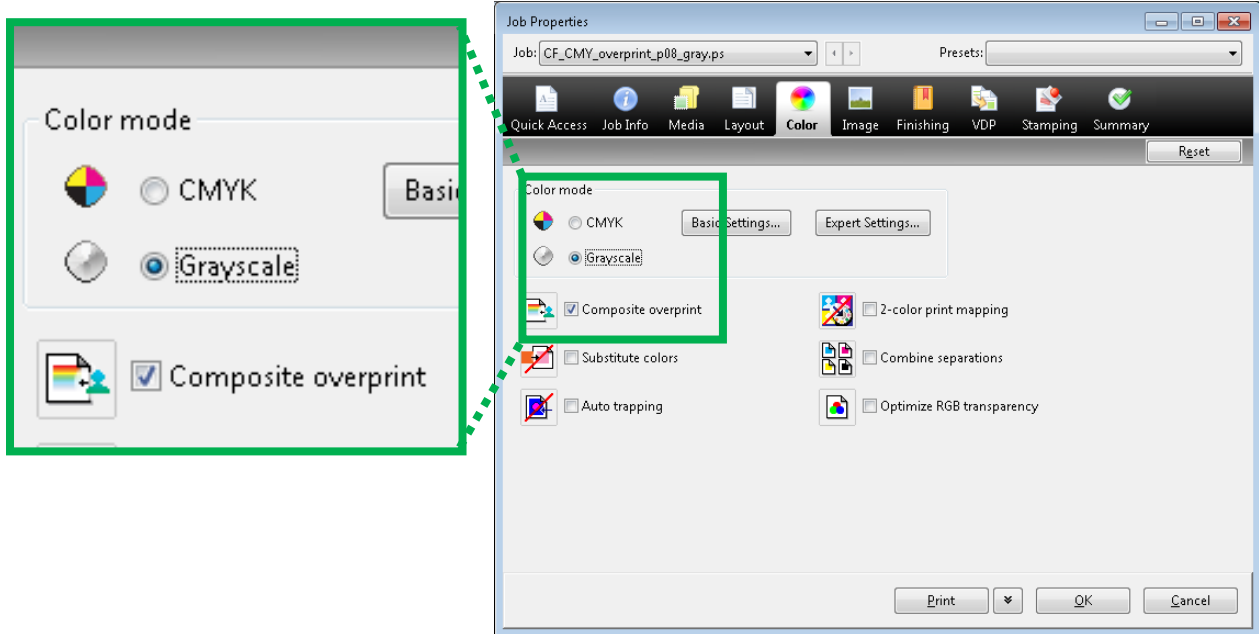 Color mode
CMYK
Basi
Grayscale
Composite overprint
Job Properties
Job: CF_CMY_overprint_p08_gray.ps Presets:
Quick Access Job Info Media Layout Color Image Finishing VDP Stamping Summary
Reset
Color mode
CMYK Basic Settings... Expert Settings...
Grayscale
Composite overprint 2-color print mapping
Substitute colors Combine separations
Auto trapping Optimize RGB transparency
Print OK Cancel